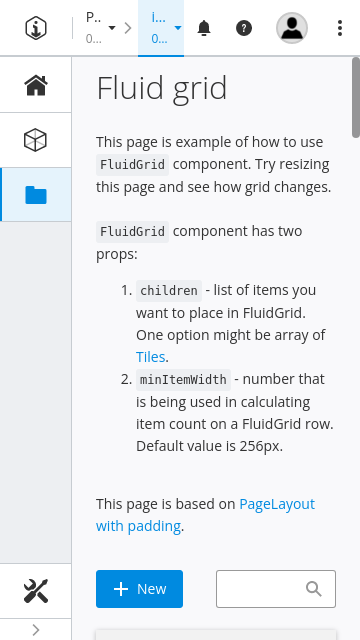 P..
0...
i...
0...
Fluid grid
This page is example of how to use
FluidGrid component. Try resizing
this page and see how grid changes.
FluidGrid component has two
props:
1. children - list of items you
want to place in FluidGrid.
One option might be array of
Tiles.
2. minItemWidth - number that
is being used in calculating
item count on a FluidGrid row.
Default value is 256px.
This page is based on PageLayout
with padding.
New